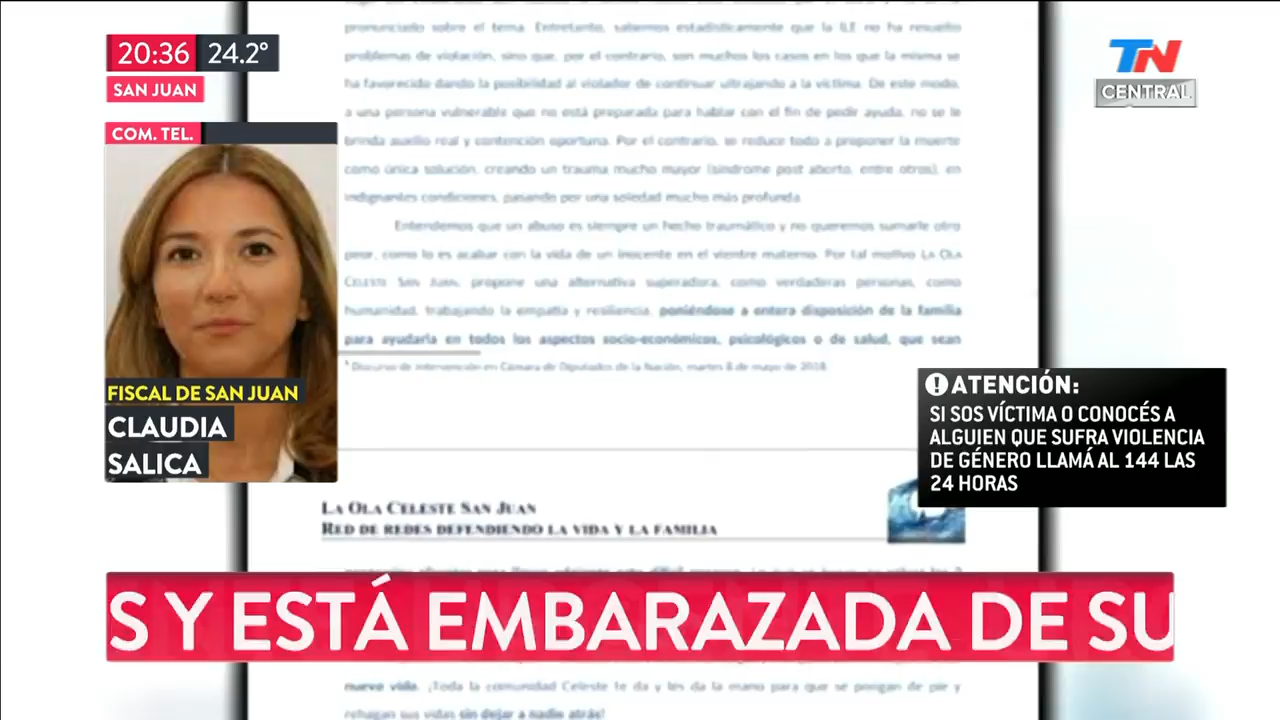 20:36 24.2°
SAN JUAN
COM. TEL.
FISCAL DE SAN JUAN
CLAUDIA
SALICA
TN
CENTRAL
pronunciado sobre el tema. Entretanto, sabemos estadísticamente que la ILE no ha resuelto
problemas de violación, sino que, por el contrario, son muchos los casos en los que la misma se
ha favorecido dando la posibilidad al violador de continuar ultrajando a la víctima. De este modo,
a una persona vulnerable que no está preparada para hablar con el fin de pedir ayuda, no se le
brinda auxilio real y contención oportuna. Por el contrario, se reduce todo a proponer la muerte
como única solución, creando un trauma mucho mayor (síndrome post aborto, entre otros), en
indignantes condiciones, pasando por una soledad mucho más profunda.
Entendemos que un abuso es siempre un hecho traumático y no queremos sumarle otro
peor, como lo es acabar con la vida de un inocente en el vientre materno. Por tal motivo LA OLA
CELESTE SAN JUAN, propone una alternativa superadora, como verdaderas personas, como
humanidad, trabajando la empatía y resiliencia, poniéndose a entera disposición de la familia
para ayudarla en todos los aspectos socio-económicos, psicológicos o de salud, que sean
Discurso de intervención en Cámara de Diputados de la Nación, martes 8 de mayo de 2018
ATENCIÓN:
SI SOS VÍCTIMA O CONOCÉS A
ALGUIEN QUE SUFRA VIOLENCIA
DE GÉNERO LLAMÁ AL 144 LAS
24 HORAS
LA OLA CELESTE SAN JUAN
RED DE REDES DEFENDIENDO LA VIDA Y LA FAMILIA
S Y ESTÁ EMBARAZADA DE SU
nuevo vida. ¡Toda la comunidad Celeste te da y les da la mano para que se pongan de pie y
rehagan sus vidas sin dejar a nadie atrás!